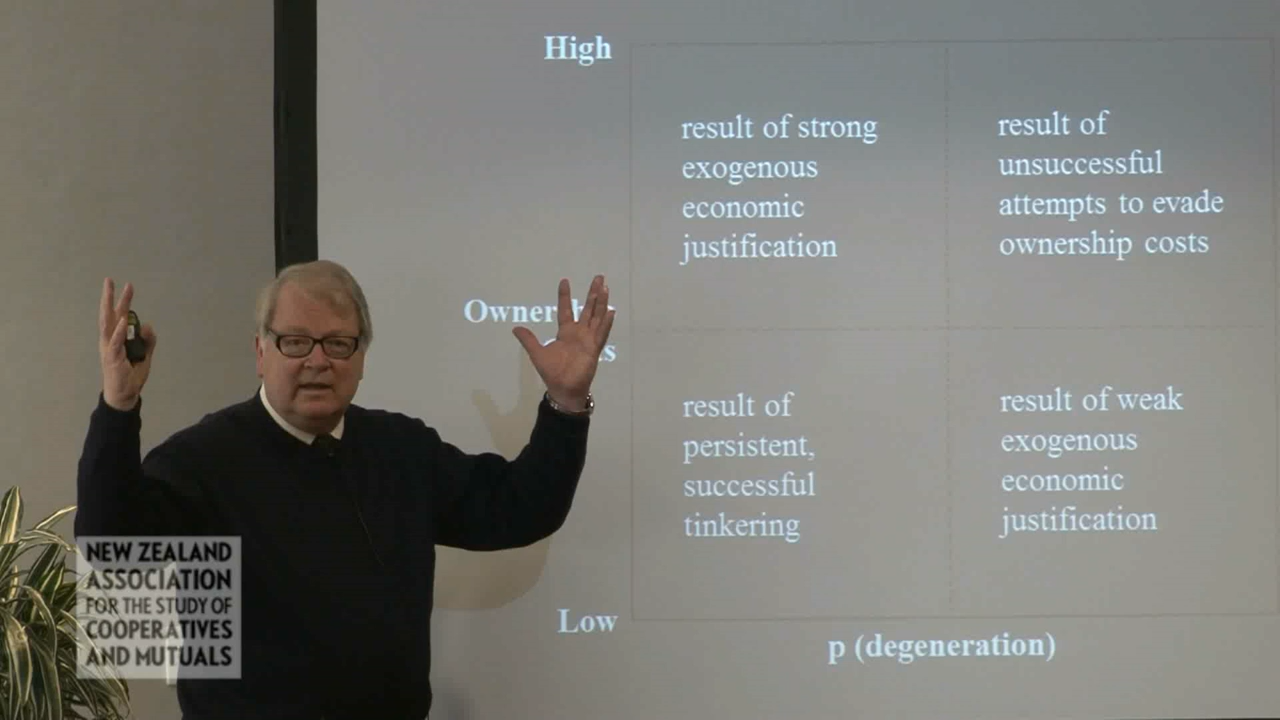 High
result of strong
exogenous
economic
justification
result of
unsuccessful
attempts to evade
ownership costs
result of
persistent,
successful
tinkering
result of weak
exogenous
economic
justification
Low
p (degeneration)
NEW ZEALAND
ASSOCIATION
FOR THE STUDY OF
COOPERATIVES
AND MUTUALS